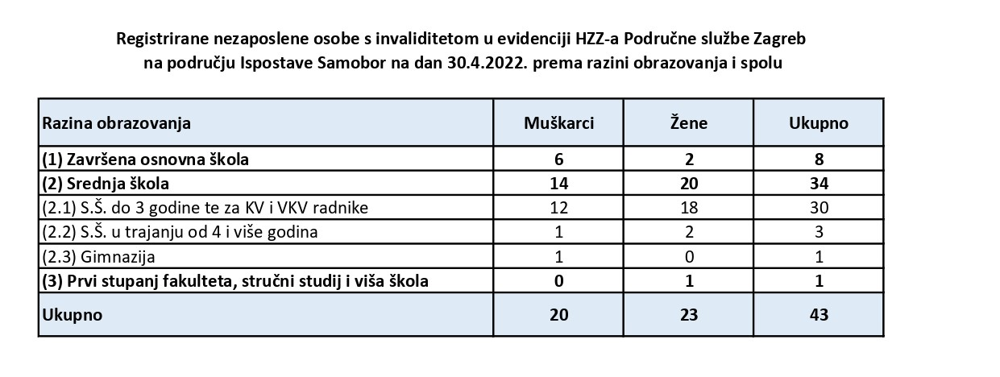 Registrirane nezaposlene osobe s invaliditetom u evidenciji HZZ-a Područne službe Zagreb
na području Ispostave Samobor na dan 30.4.2022. prema razini obrazovanja i spolu
Razina obrazovanja Muškarci Žene Ukupno
(1) Završena osnovna škola 6 2 8
(2) Srednja škola 14 20 34
(2.1) S.Š. do 3 godine te za KV i VKV radnike 12 18 30
(2.2) S.Š. u trajanju od 4 i više godina 1 2 3
(2.3) Gimnazija 1 0 1
(3) Prvi stupanj fakulteta, stručni studij i viša škola 0 1 1
Ukupno 20 23 43